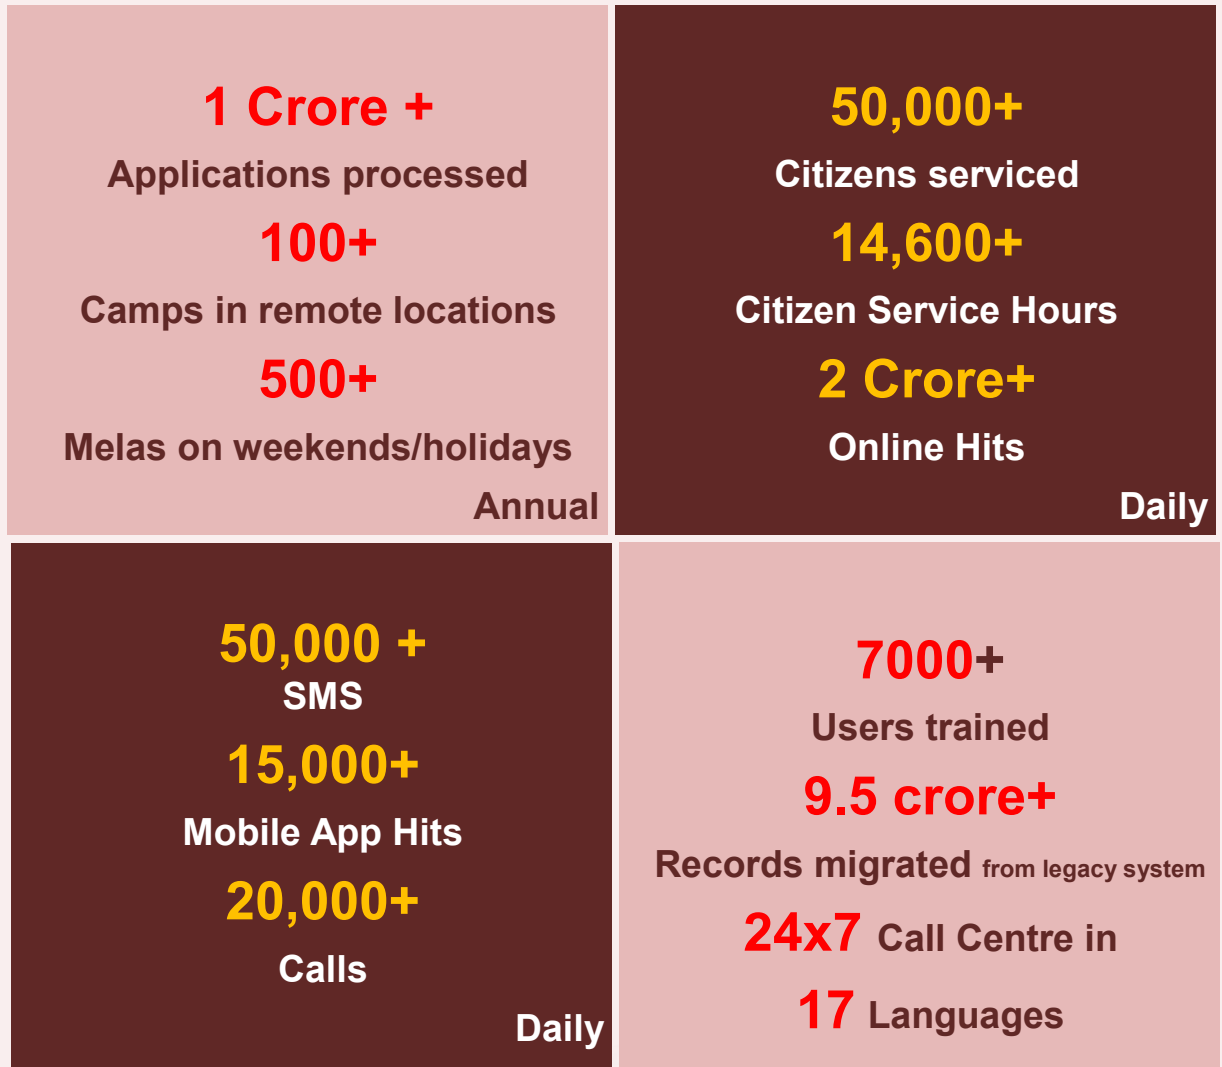 1 Crore +
Applications processed
100+
Camps in remote locations
500+
Melas on weekends/holidays
Annual
50,000+
Citizens serviced
14,600+
Citizen Service Hours
2 Crore+
Online Hits
Daily
50,000 +
SMS
15,000+
Mobile App Hits
20,000+
Calls
Daily
7000+
Users trained
9.5 crore+
Records migrated from legacy system
24x7 Call Centre in
17 Languages